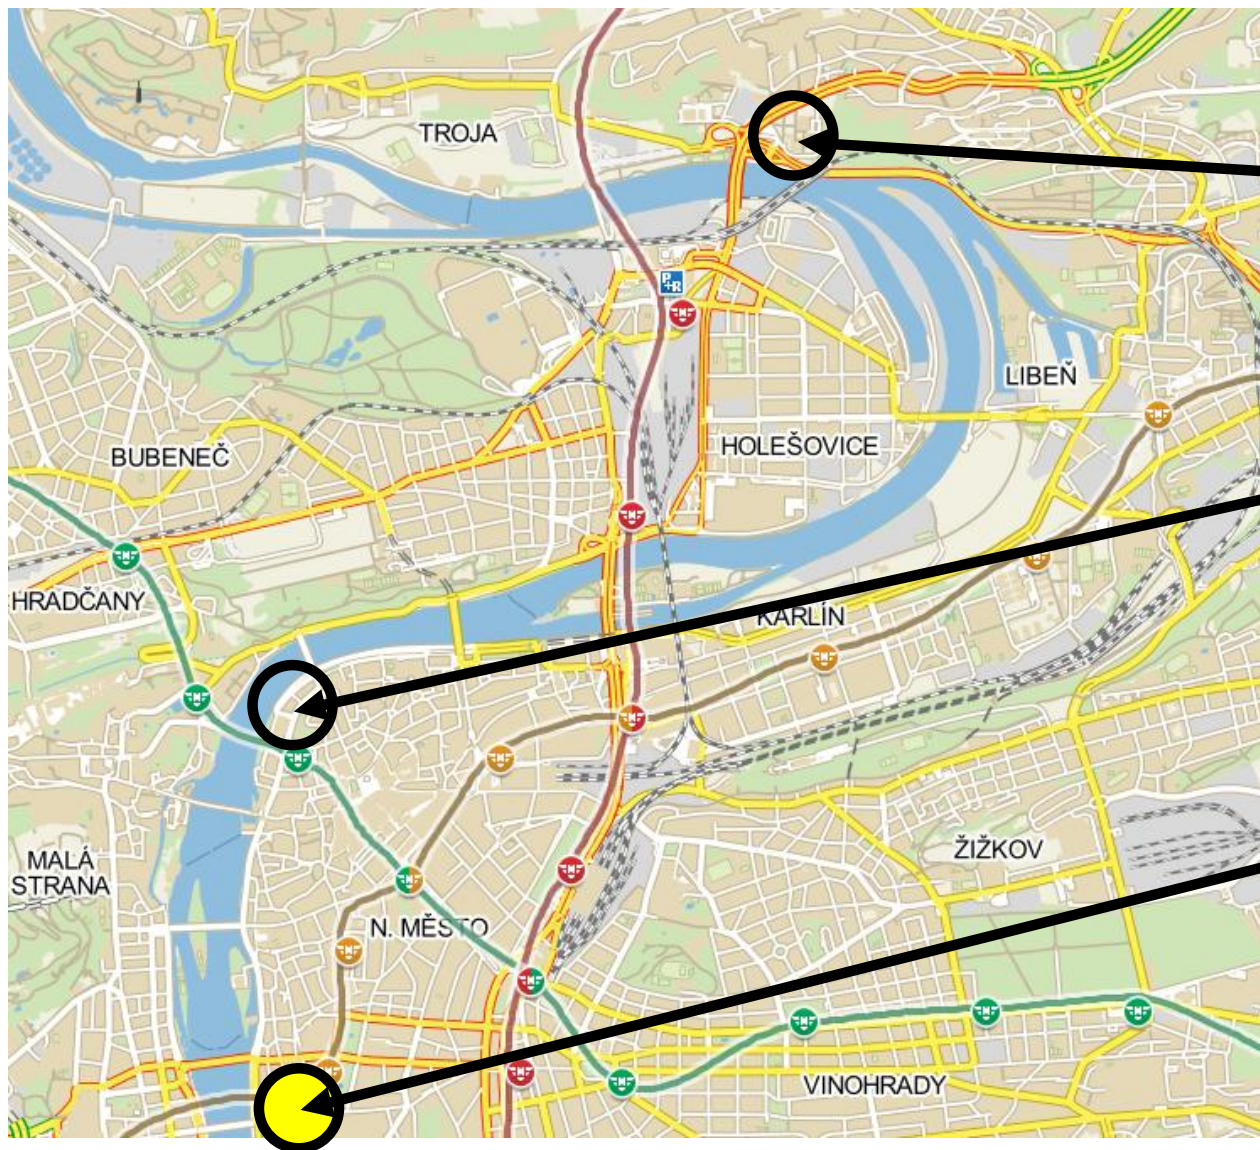 TROJA
P+R
LIBEŇ
HOLEŠOVICE
BUBENEČ
HRADČANY
KARLÍN
ŽIŽKOV
MALÁ
STRANA
N. MĚSTO
VINOHRADY